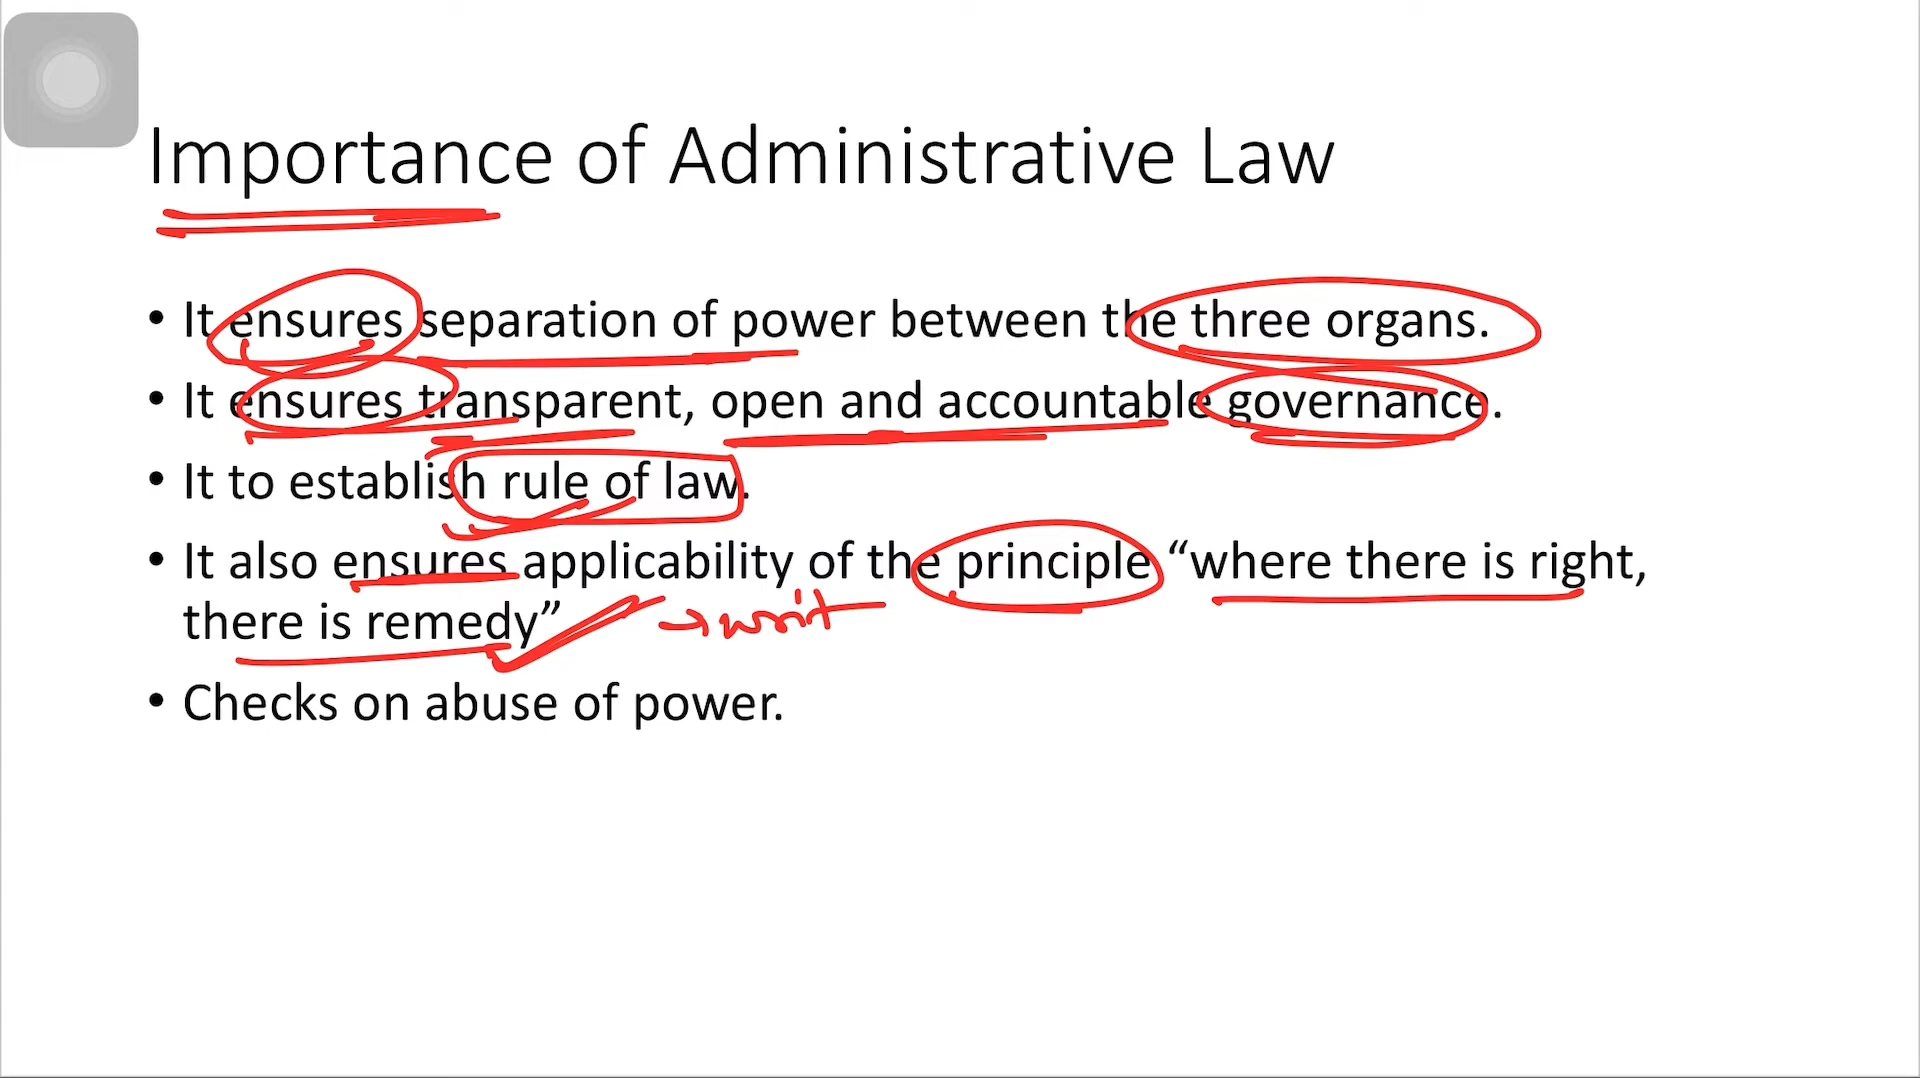 Importance of Administrative Law
• It ensures separation of power between the three organs.
• It ensures transparent, open and accountable governance.
• It to establish rule of law.
• It also ensures applicability of the principle “where there is right,
there is remedy” → writ
• Checks on abuse of power.